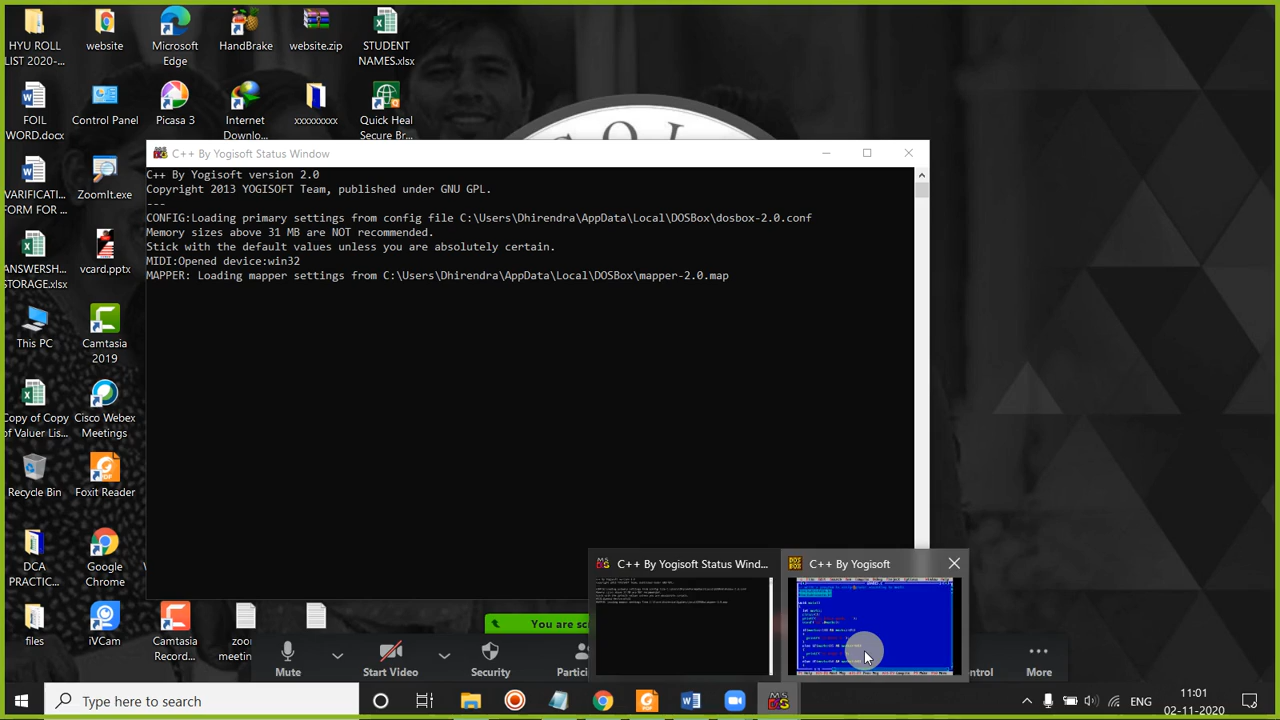 HYU ROLL
LIST 2020-...
website
Microsoft
Edge
HandBrake
website.zip
STUDENT
NAMES.xlsx
FOIL
WORD.docx
Control Panel
Picasa 3
Internet
Downlo...
xxxxxxxx
Quick Heal
Secure Br...
VARIFICATI...
FORM FOR ...
ZoomIt.exe
ANSWERSH...
STORAGE.xlsx
vcard.pptx
This PC
Camtasia
2019
Copy of Copy
of Valuer Lis...
Cisco Webex
Meetings
Recycle Bin
Foxit Reader
DCA
PRACTIC...
Google
Chrome
files
iVCam
Camtasia
Record...
zoor
meetin
C++ By Yogisoft Status Window
C++ By Yogisoft version 2.0
Copyright 2013 YOGISOFT Team, published under GNU GPL.
---
CONFIG:Loading primary settings from config file C:\Users\Dhirendra\AppData\Local\DOSBox\dosbox-2.0.conf
Memory sizes above 31 MB are NOT recommended.
Stick with the default values unless you are absolutely certain.
MIDI:Opened device:win32
MAPPER: Loading mapper settings from C:\Users\Dhirendra\AppData\Local\DOSBox\mapper-2.0.map
C++ By Yogisoft Status Wind...
C++ By Yogisoft
You are sc
Mute
Start Video
Security
Partici
ntrol
More
Type here to search
ENG
11:01
02-11-2020